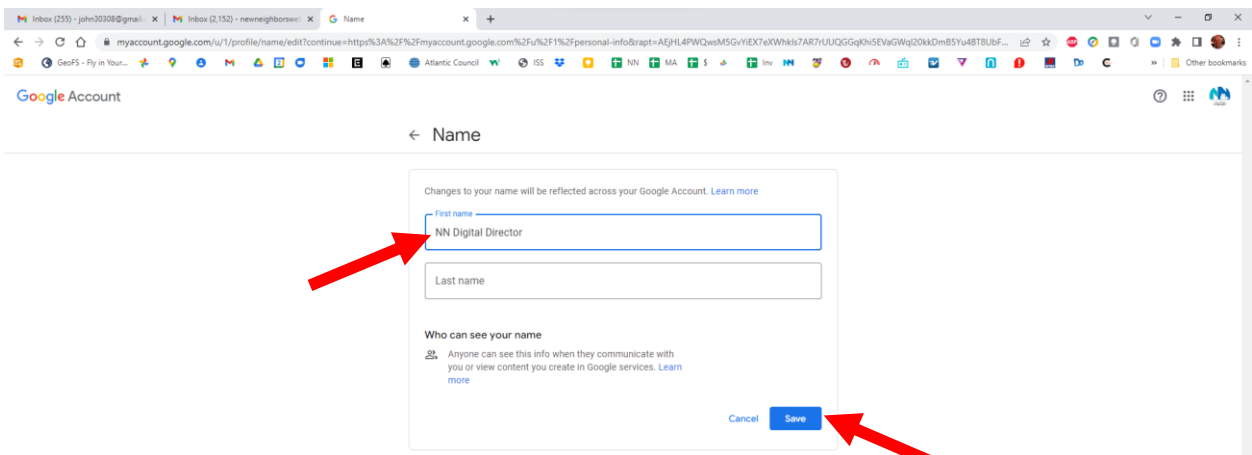 Inbox (255) - john30308@gmail.c
Inbox (2,152) - newneighborswel
Name
myaccount.google.com/u/1/profile/name/edit?continue=https%3A%2F%2Fmyaccount.google.com%2Fu%2F1%2Fpersonal-info&rapt=AEjHL4PWQwsM5GvYiEX7eXWhkIs7AR7rUUQGGqKhi5EVaGWqI20kkDm85Yu4BT8UbF...
GeoFS - Fly in Your... Atlantic Council ISS NN MA $ Inv Other bookmarks
Google Account
Name
Changes to your name will be reflected across your Google Account. Learn more
First name
NN Digital Director
Last name
Who can see your name
Anyone can see this info when they communicate with
you or view content you create in Google services. Learn
more
Cancel Save